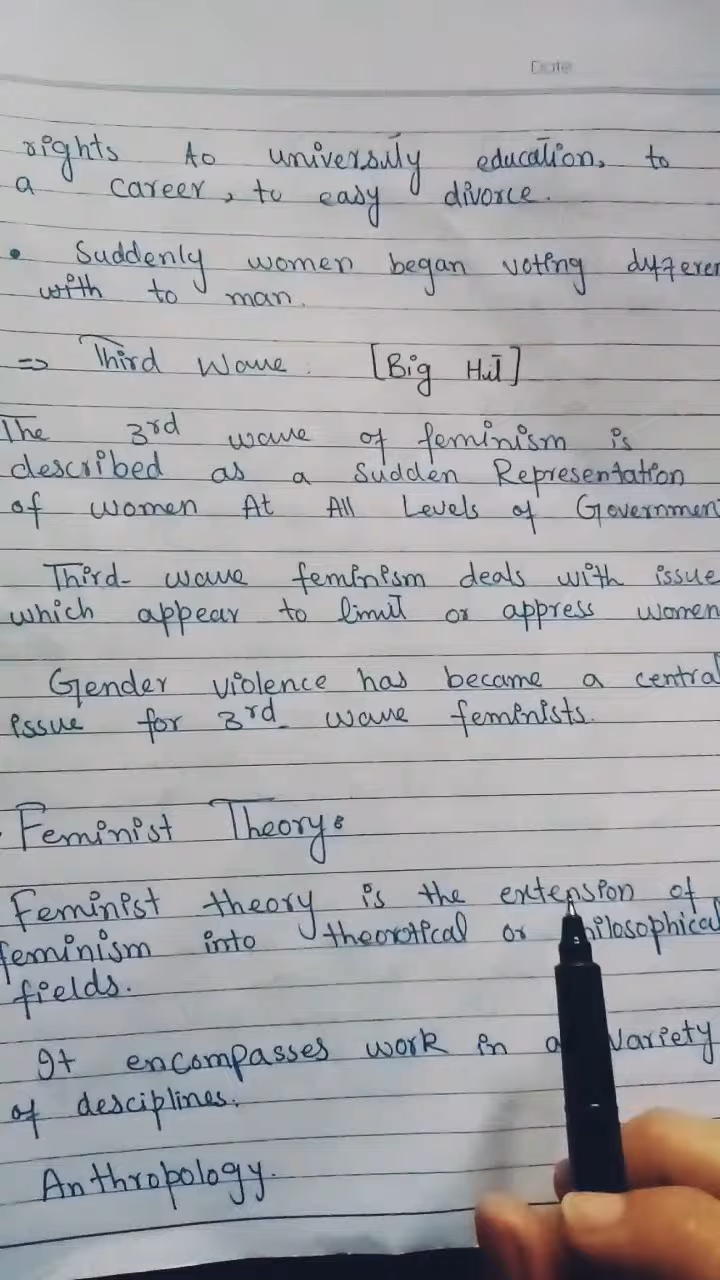 Date
rights to university education, to
a career, to easy divorce.
• Suddenly women began voting differen
with to man.
⇒ Third Wave : [Big Hit]
The 3rd wave of feminism is
described as a Sudden Representation
of women At All Levels of Governmen
Third- wave feminism deals with issue
which appear to limit or appress women
Gender violence has became a central
issue for 3rd wave feminists.
Feminist Theory:
Feminist theory is the extension of
feminism into theorotical or philosophical
fields.
It encompasses work in a variety
of desciplines.
Anthropology.